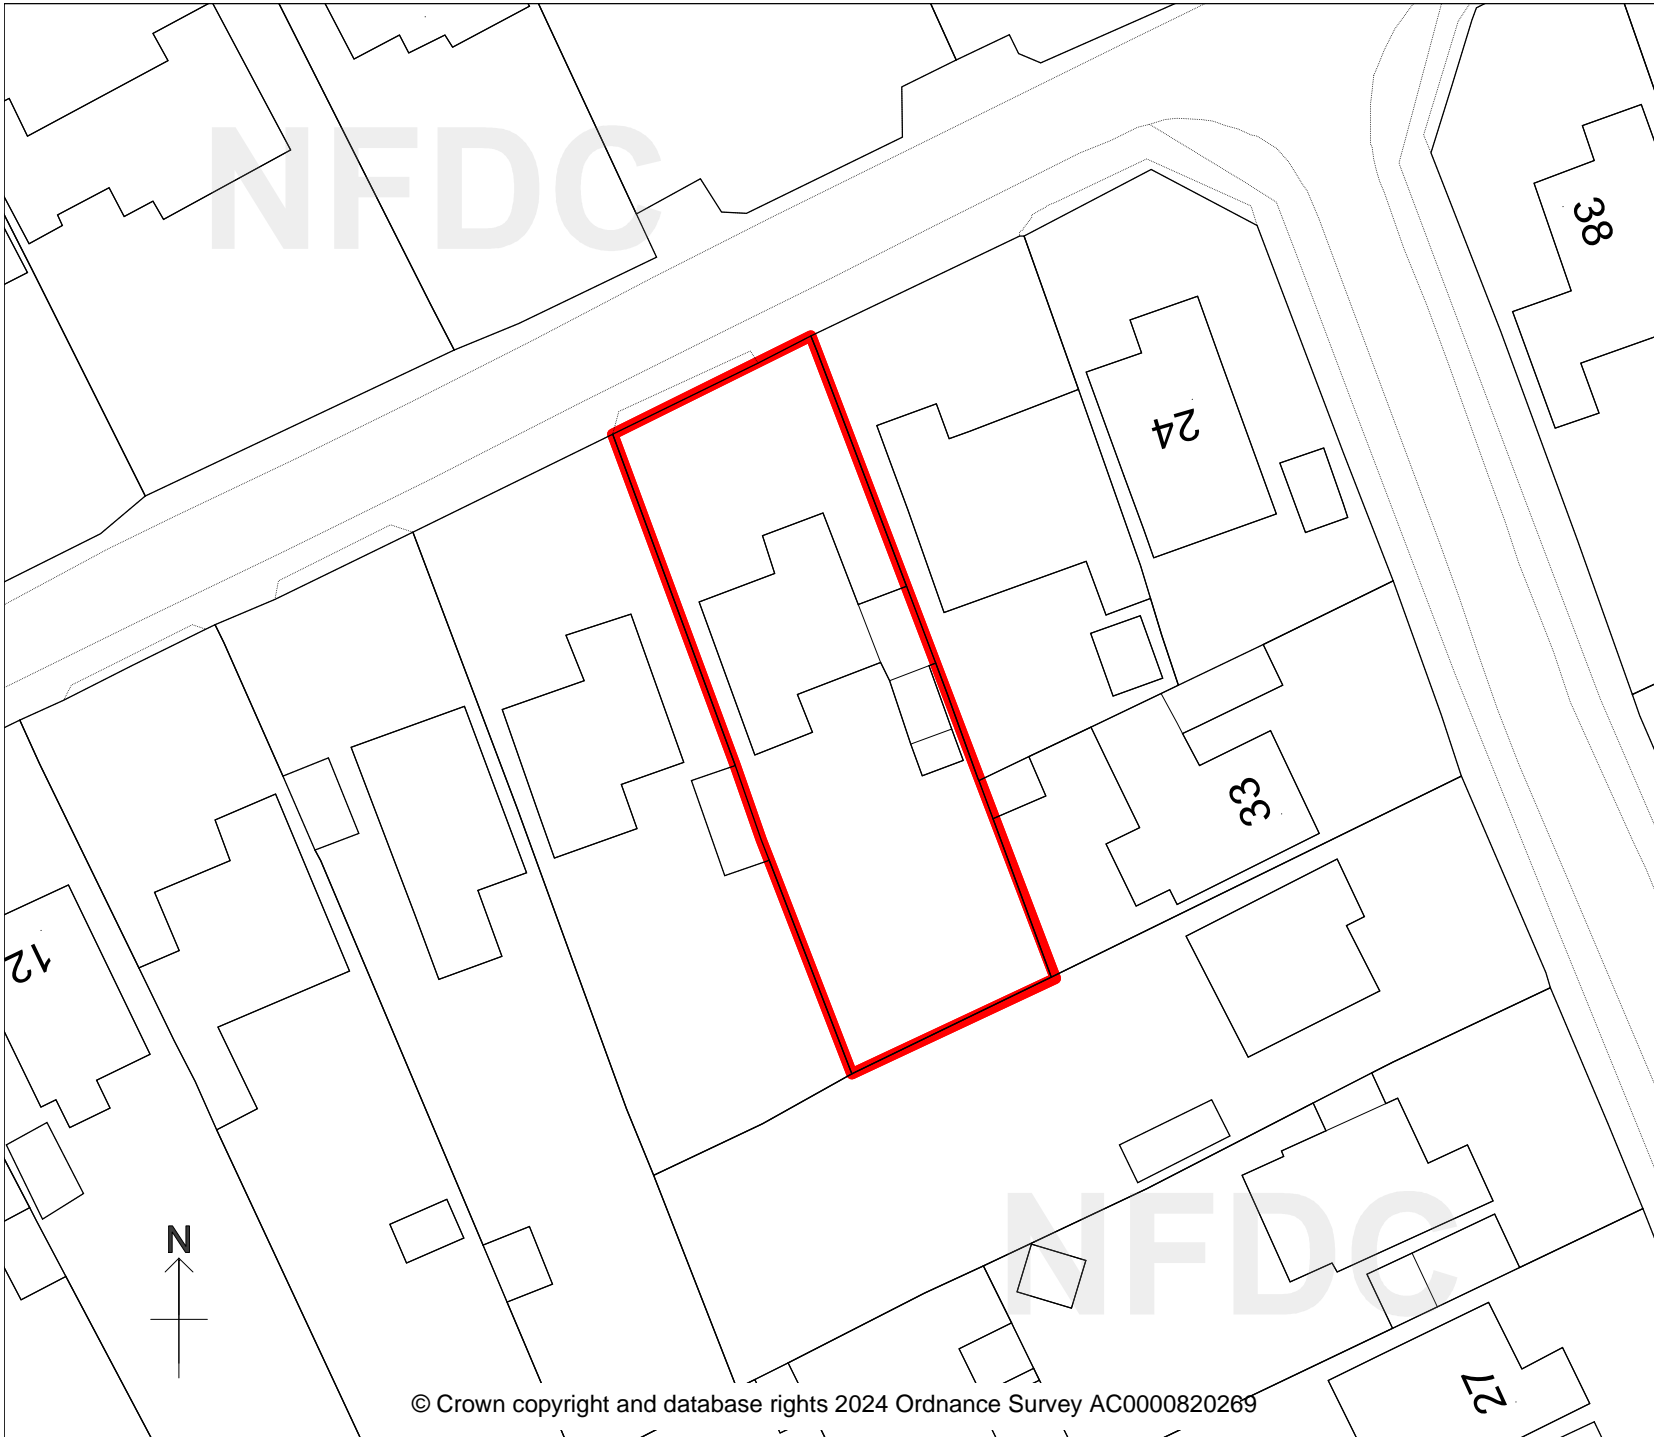 NFDC
38
24
33
12
NFDC
N
27
© Crown copyright and database rights 2024 Ordnance Survey AC0000820269